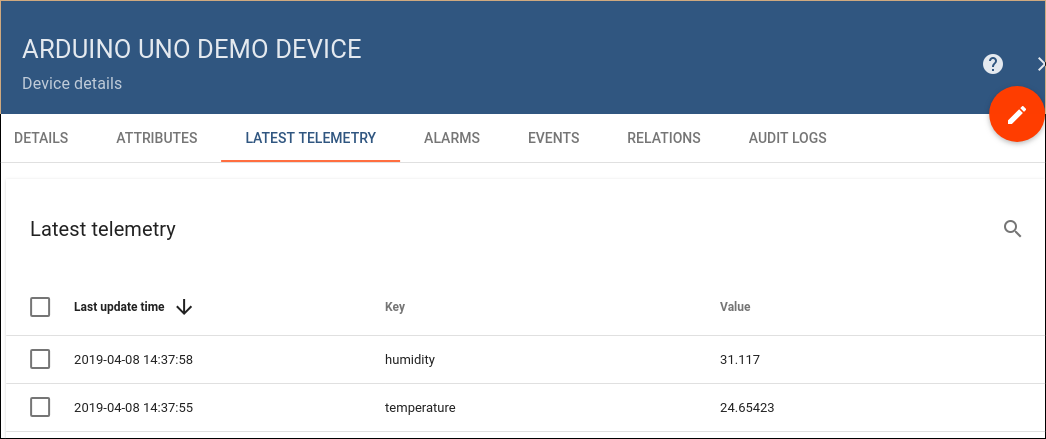 ARDUINO UNO DEMO DEVICE
Device details
?
DETAILS ATTRIBUTES LATEST TELEMETRY ALARMS EVENTS RELATIONS AUDIT LOGS
Latest telemetry
Last update time Key Value
2019-04-08 14:37:58 humidity 31.117
2019-04-08 14:37:55 temperature 24.65423